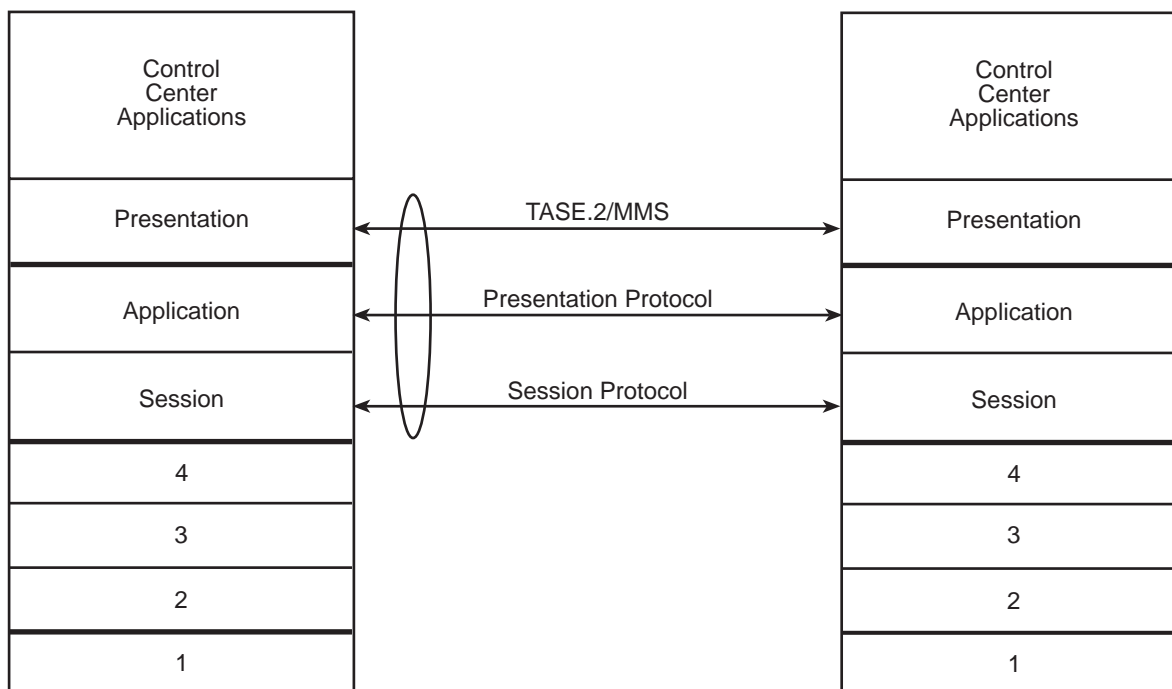 Control
Center
Applications
Control
Center
Applications
Presentation
TASE.2/MMS
Presentation
Application
Presentation Protocol
Application
Session
Session Protocol
Session
4
4
3
3
2
2
1
1